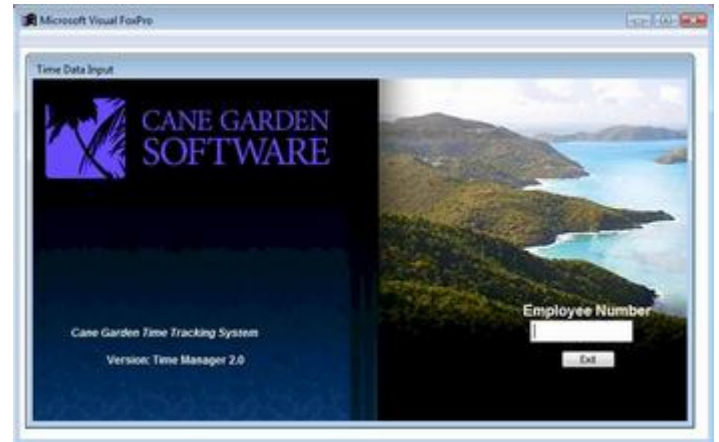 Microsoft Visual FoxPro
Time Data Input
CANE GARDEN
SOFTWARE
Employee Number
Cane Garden Time Tracking System
Version: Time Manager 2.0
Exit